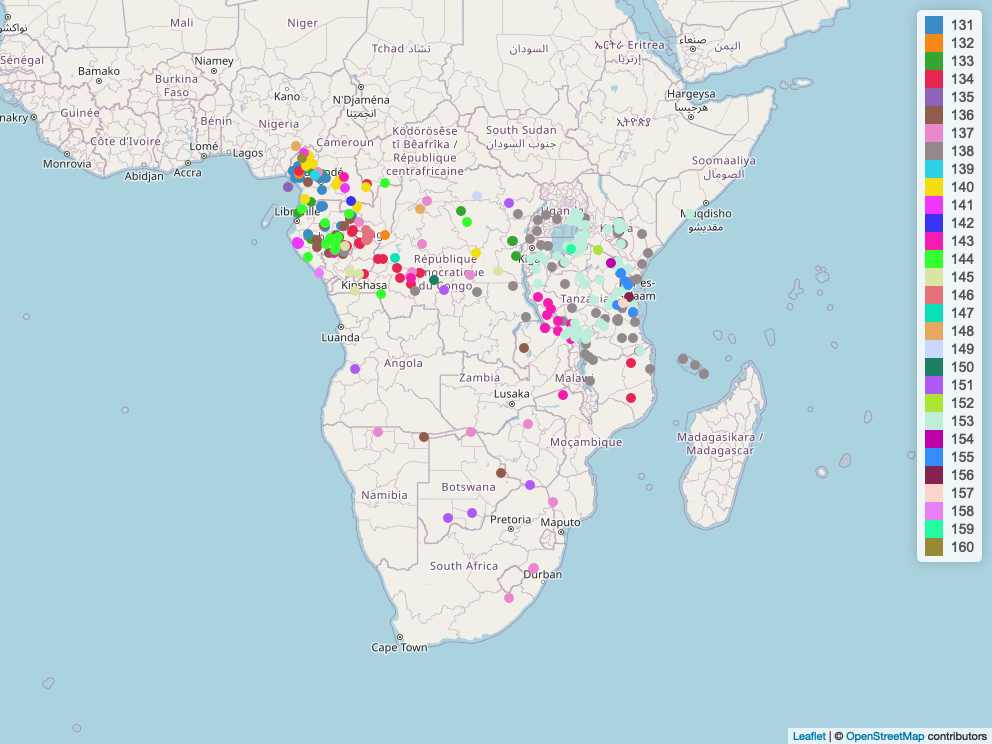 نواكشوط
Mali
Niger
Sénégal
Bamako
Niamey
Burkina
Faso
Kano
Tchad تشاد
N'Djaména
انجمينا
السودان
ኤርትራ Eritrea
إرتريا
صنعاء
اليمن
Hargeysa
هرجيسا
nakry
Guinée
Bénin
Nigeria
Côte d'Ivoire
Lomé
Lagos
Monrovia
Abidjan
Accra
Cameroun
Ködörösêse
tî Bêafrîka /
République
centrafricaine
South Sudan
جنوب السودان
ኢትዮጵያ
Soomaaliya
الصومال
Muqdisho
مقديشو
République
Kinshasa
du Congo
Luanda
Angola
Zambia
Lusaka
Malawi
Moçambique
Madagasikara /
Madagascar
Namibia
Botswana
Pretoria
Maputo
South Africa
Durban
Cape Town
131
132
133
134
135
136
137
138
139
140
141
142
143
144
145
146
147
148
149
150
151
152
153
154
155
156
157
158
159
160
Leaflet | © OpenStreetMap contributors